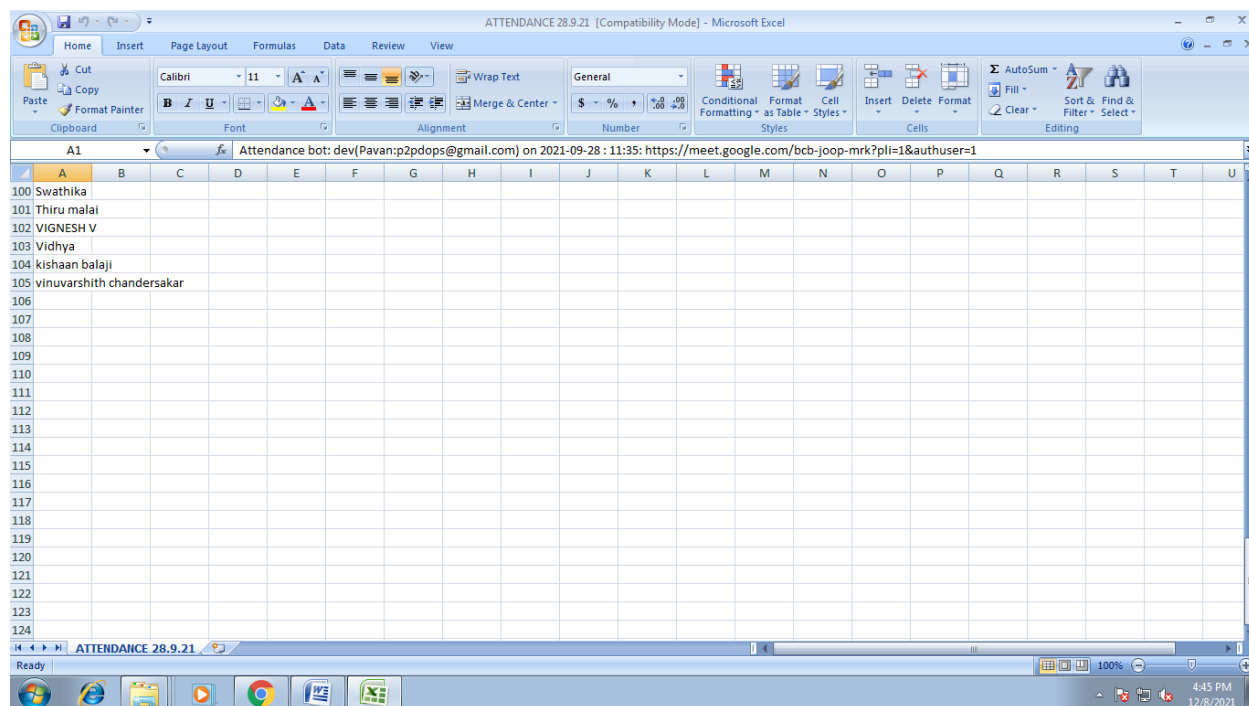 ATTENDANCE 28.9.21 [Compatibility Mode] - Microsoft Excel
Home Insert Page Layout Formulas Data Review View
Cut
Copy
Format Painter
Paste
Clipboard
Calibri 11
B I U
Font
Wrap Text
Merge & Center
Alignment
General
$ % ,
Number
Conditional Formatting
Format as Table
Cell Styles
Styles
Insert Delete Format
Cells
Σ AutoSum
Fill
Clear
Sort & Filter
Find & Select
Editing
A1 fx Attendance bot: dev(Pavan:p2pdops@gmail.com) on 2021-09-28 : 11:35: https://meet.google.com/bcb-joop-mrk?pli=1&authuser=1
A B C D E F G H I J K L M N O P Q R S T U
100 Swathika
101 Thiru malai
102 VIGNESH V
103 Vidhya
104 kishaan balaji
105 vinuvarshith chandersakar
106
107
108
109
110
111
112
113
114
115
116
117
118
119
120
121
122
123
124
ATTENDANCE 28.9.21
Ready 100%
4:45 PM
12/8/2021